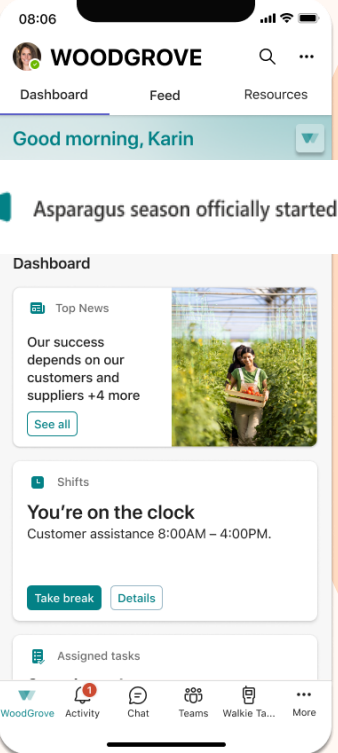 08:06
WOODGROVE
Dashboard Feed Resources
Good morning, Karin
Asparagus season officially started
Dashboard
Top News
Our success
depends on our
customers and
suppliers +4 more
See all
Shifts
You're on the clock
Customer assistance 8:00AM – 4:00PM.
Take break Details
Assigned tasks
1
WoodGrove Activity Chat Teams Walkie Ta... More